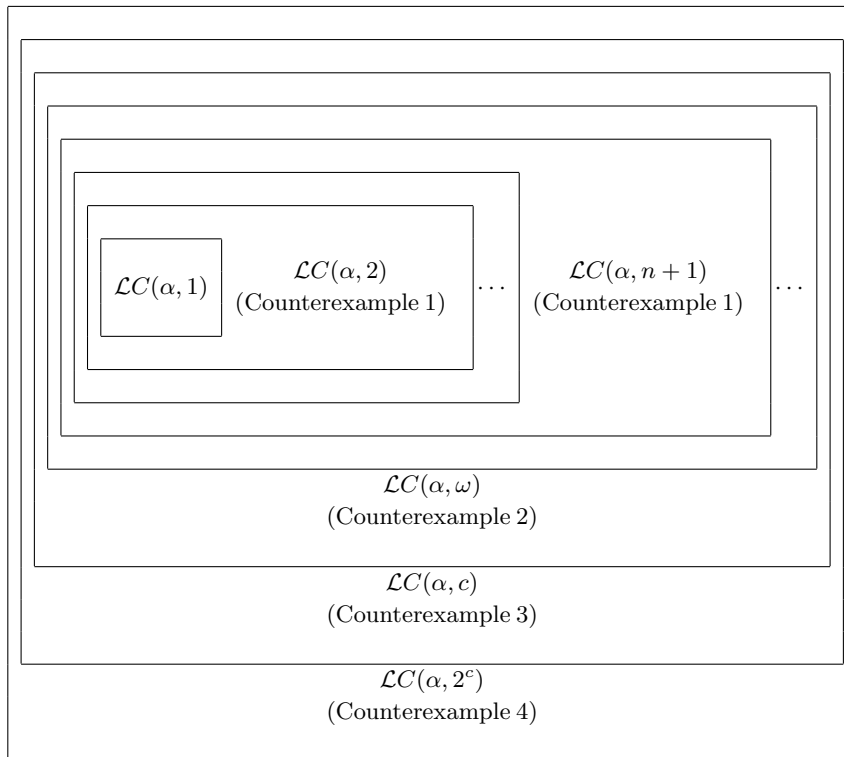 ℒC(α, 1)
ℒC(α, 2)
(Counterexample 1)
···
ℒC(α, n + 1)
(Counterexample 1)
···
ℒC(α, ω)
(Counterexample 2)
ℒC(α, c)
(Counterexample 3)
ℒC(α, 2ᶜ)
(Counterexample 4)